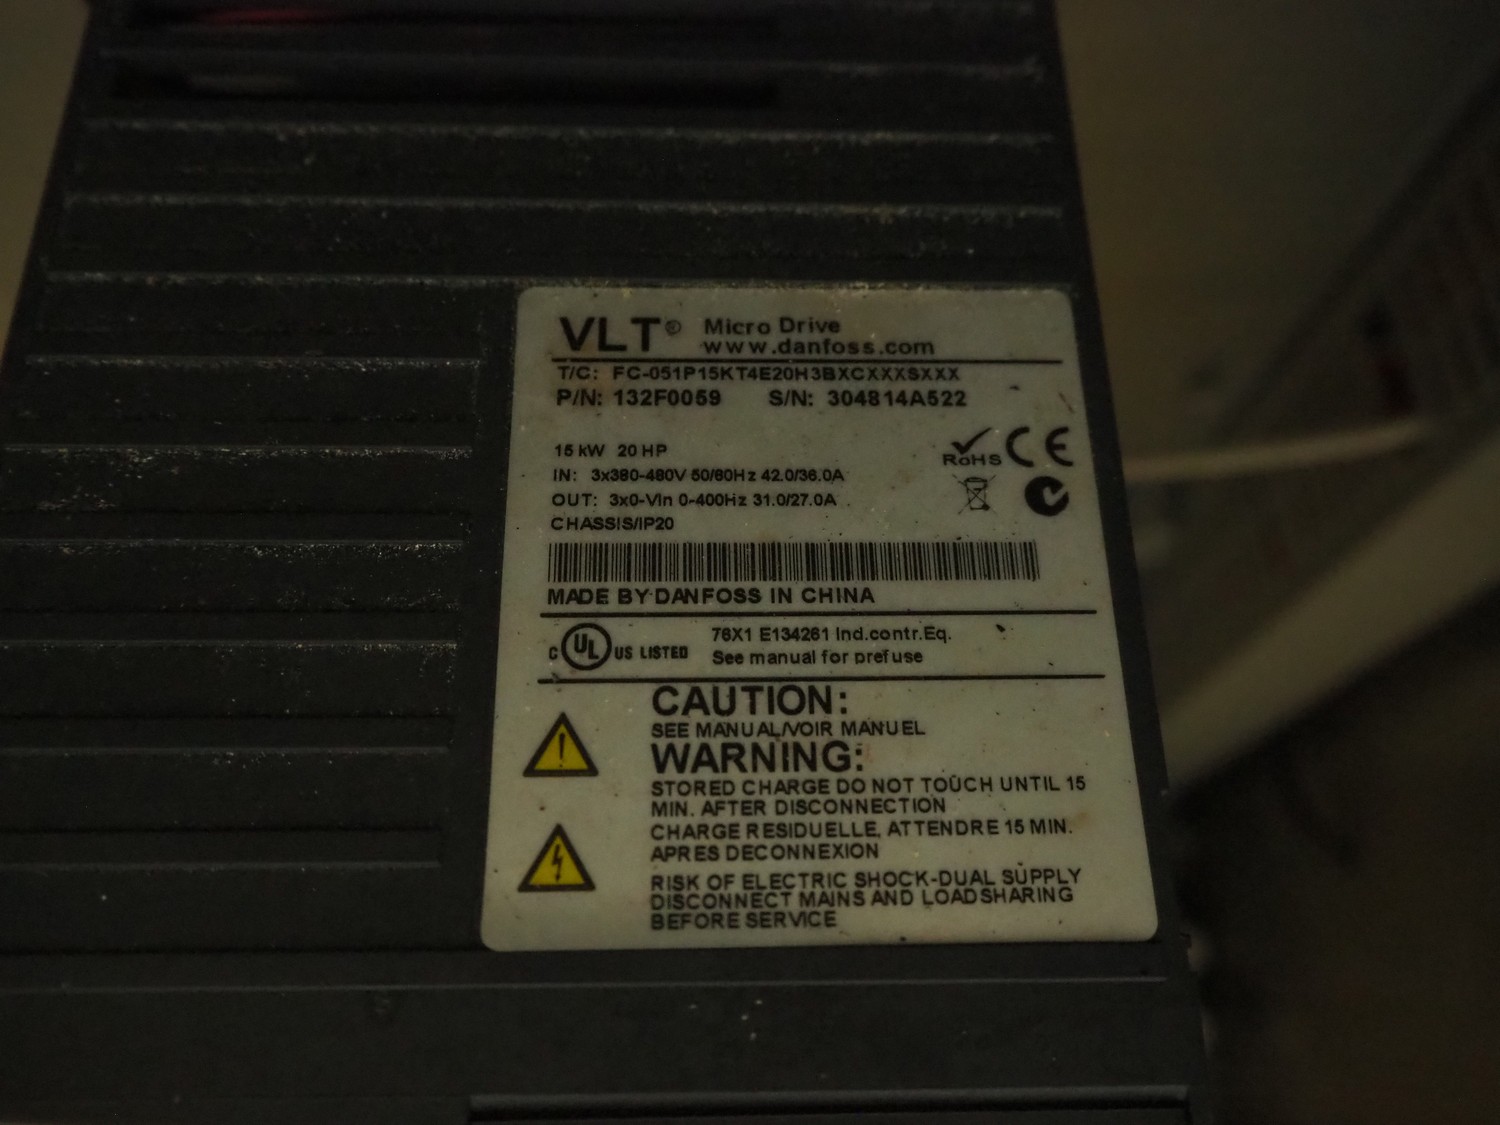 VLT® Micro Drive
www.danfoss.com
T/C: FC-051P15KT4E20H3BXCXXXSXXX
P/N: 132F0059 S/N: 304814A522
15 kW 20 HP
IN: 3x380-480V 50/60Hz 42.0/36.0A
OUT: 3x0-Vin 0-400Hz 31.0/27.0A
CHASSIS/IP20
RoHS CE
MADE BY DANFOSS IN CHINA
C UL US LISTED
76X1 E134261 Ind.contr.Eq.
See manual for prefuse
CAUTION:
SEE MANUAL/VOIR MANUEL
WARNING:
STORED CHARGE DO NOT TOUCH UNTIL 15
MIN. AFTER DISCONNECTION
CHARGE RESIDUELLE, ATTENDRE 15 MIN.
APRES DECONNEXION
RISK OF ELECTRIC SHOCK-DUAL SUPPLY
DISCONNECT MAINS AND LOADSHARING
BEFORE SERVICE